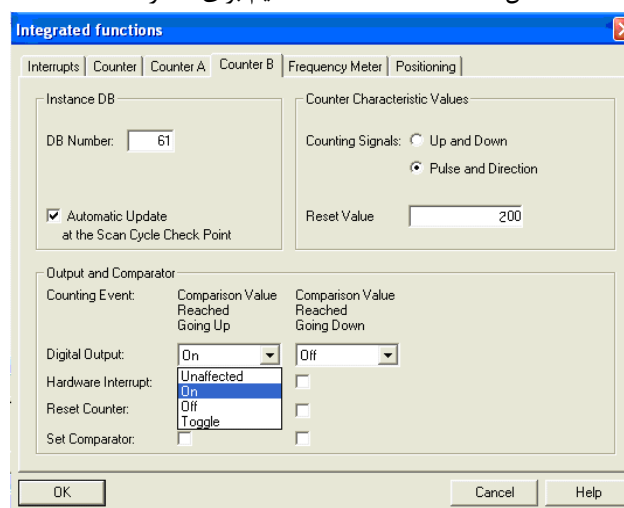 Integrated functions
Interrupts Counter Counter A Counter B Frequency Meter Positioning
Instance DB
DB Number: 61
Automatic Update
at the Scan Cycle Check Point
Counter Characteristic Values
Counting Signals: Up and Down
Pulse and Direction
Reset Value 200
Output and Comparator
Counting Event: Comparison Value Reached Going Up Comparison Value Reached Going Down
Digital Output: On Off
Unaffected
On
Off
Toggle
Hardware Interrupt:
Reset Counter:
Set Comparator:
OK Cancel Help